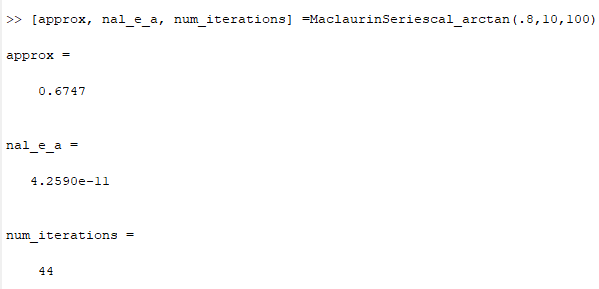 >> [approx, nal_e_a, num_iterations] =MaclaurinSeriescal_arctan(.8,10,100)
approx =
0.6747
nal_e_a =
4.2590e-11
num_iterations =
44